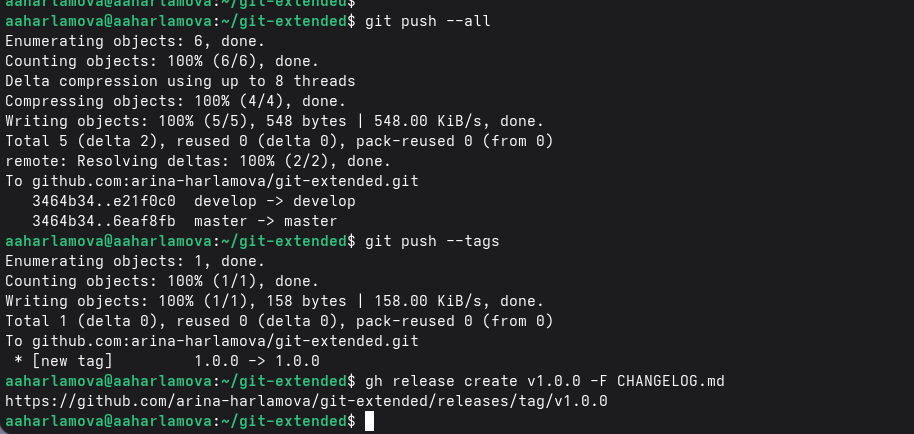 aaharlamova@aaharlamova:~/git-extended$
aaharlamova@aaharlamova:~/git-extended$ git push --all
Enumerating objects: 6, done.
Counting objects: 100% (6/6), done.
Delta compression using up to 8 threads
Compressing objects: 100% (4/4), done.
Writing objects: 100% (5/5), 548 bytes | 548.00 KiB/s, done.
Total 5 (delta 2), reused 0 (delta 0), pack-reused 0 (from 0)
remote: Resolving deltas: 100% (2/2), done.
To github.com:arina-harlamova/git-extended.git
   3464b34..e21f0c0  develop -> develop
   3464b34..6eaf8fb  master -> master
aaharlamova@aaharlamova:~/git-extended$ git push --tags
Enumerating objects: 1, done.
Counting objects: 100% (1/1), done.
Writing objects: 100% (1/1), 158 bytes | 158.00 KiB/s, done.
Total 1 (delta 0), reused 0 (delta 0), pack-reused 0 (from 0)
To github.com:arina-harlamova/git-extended.git
 * [new tag]         1.0.0 -> 1.0.0
aaharlamova@aaharlamova:~/git-extended$ gh release create v1.0.0 -F CHANGELOG.md
https://github.com/arina-harlamova/git-extended/releases/tag/v1.0.0
aaharlamova@aaharlamova:~/git-extended$